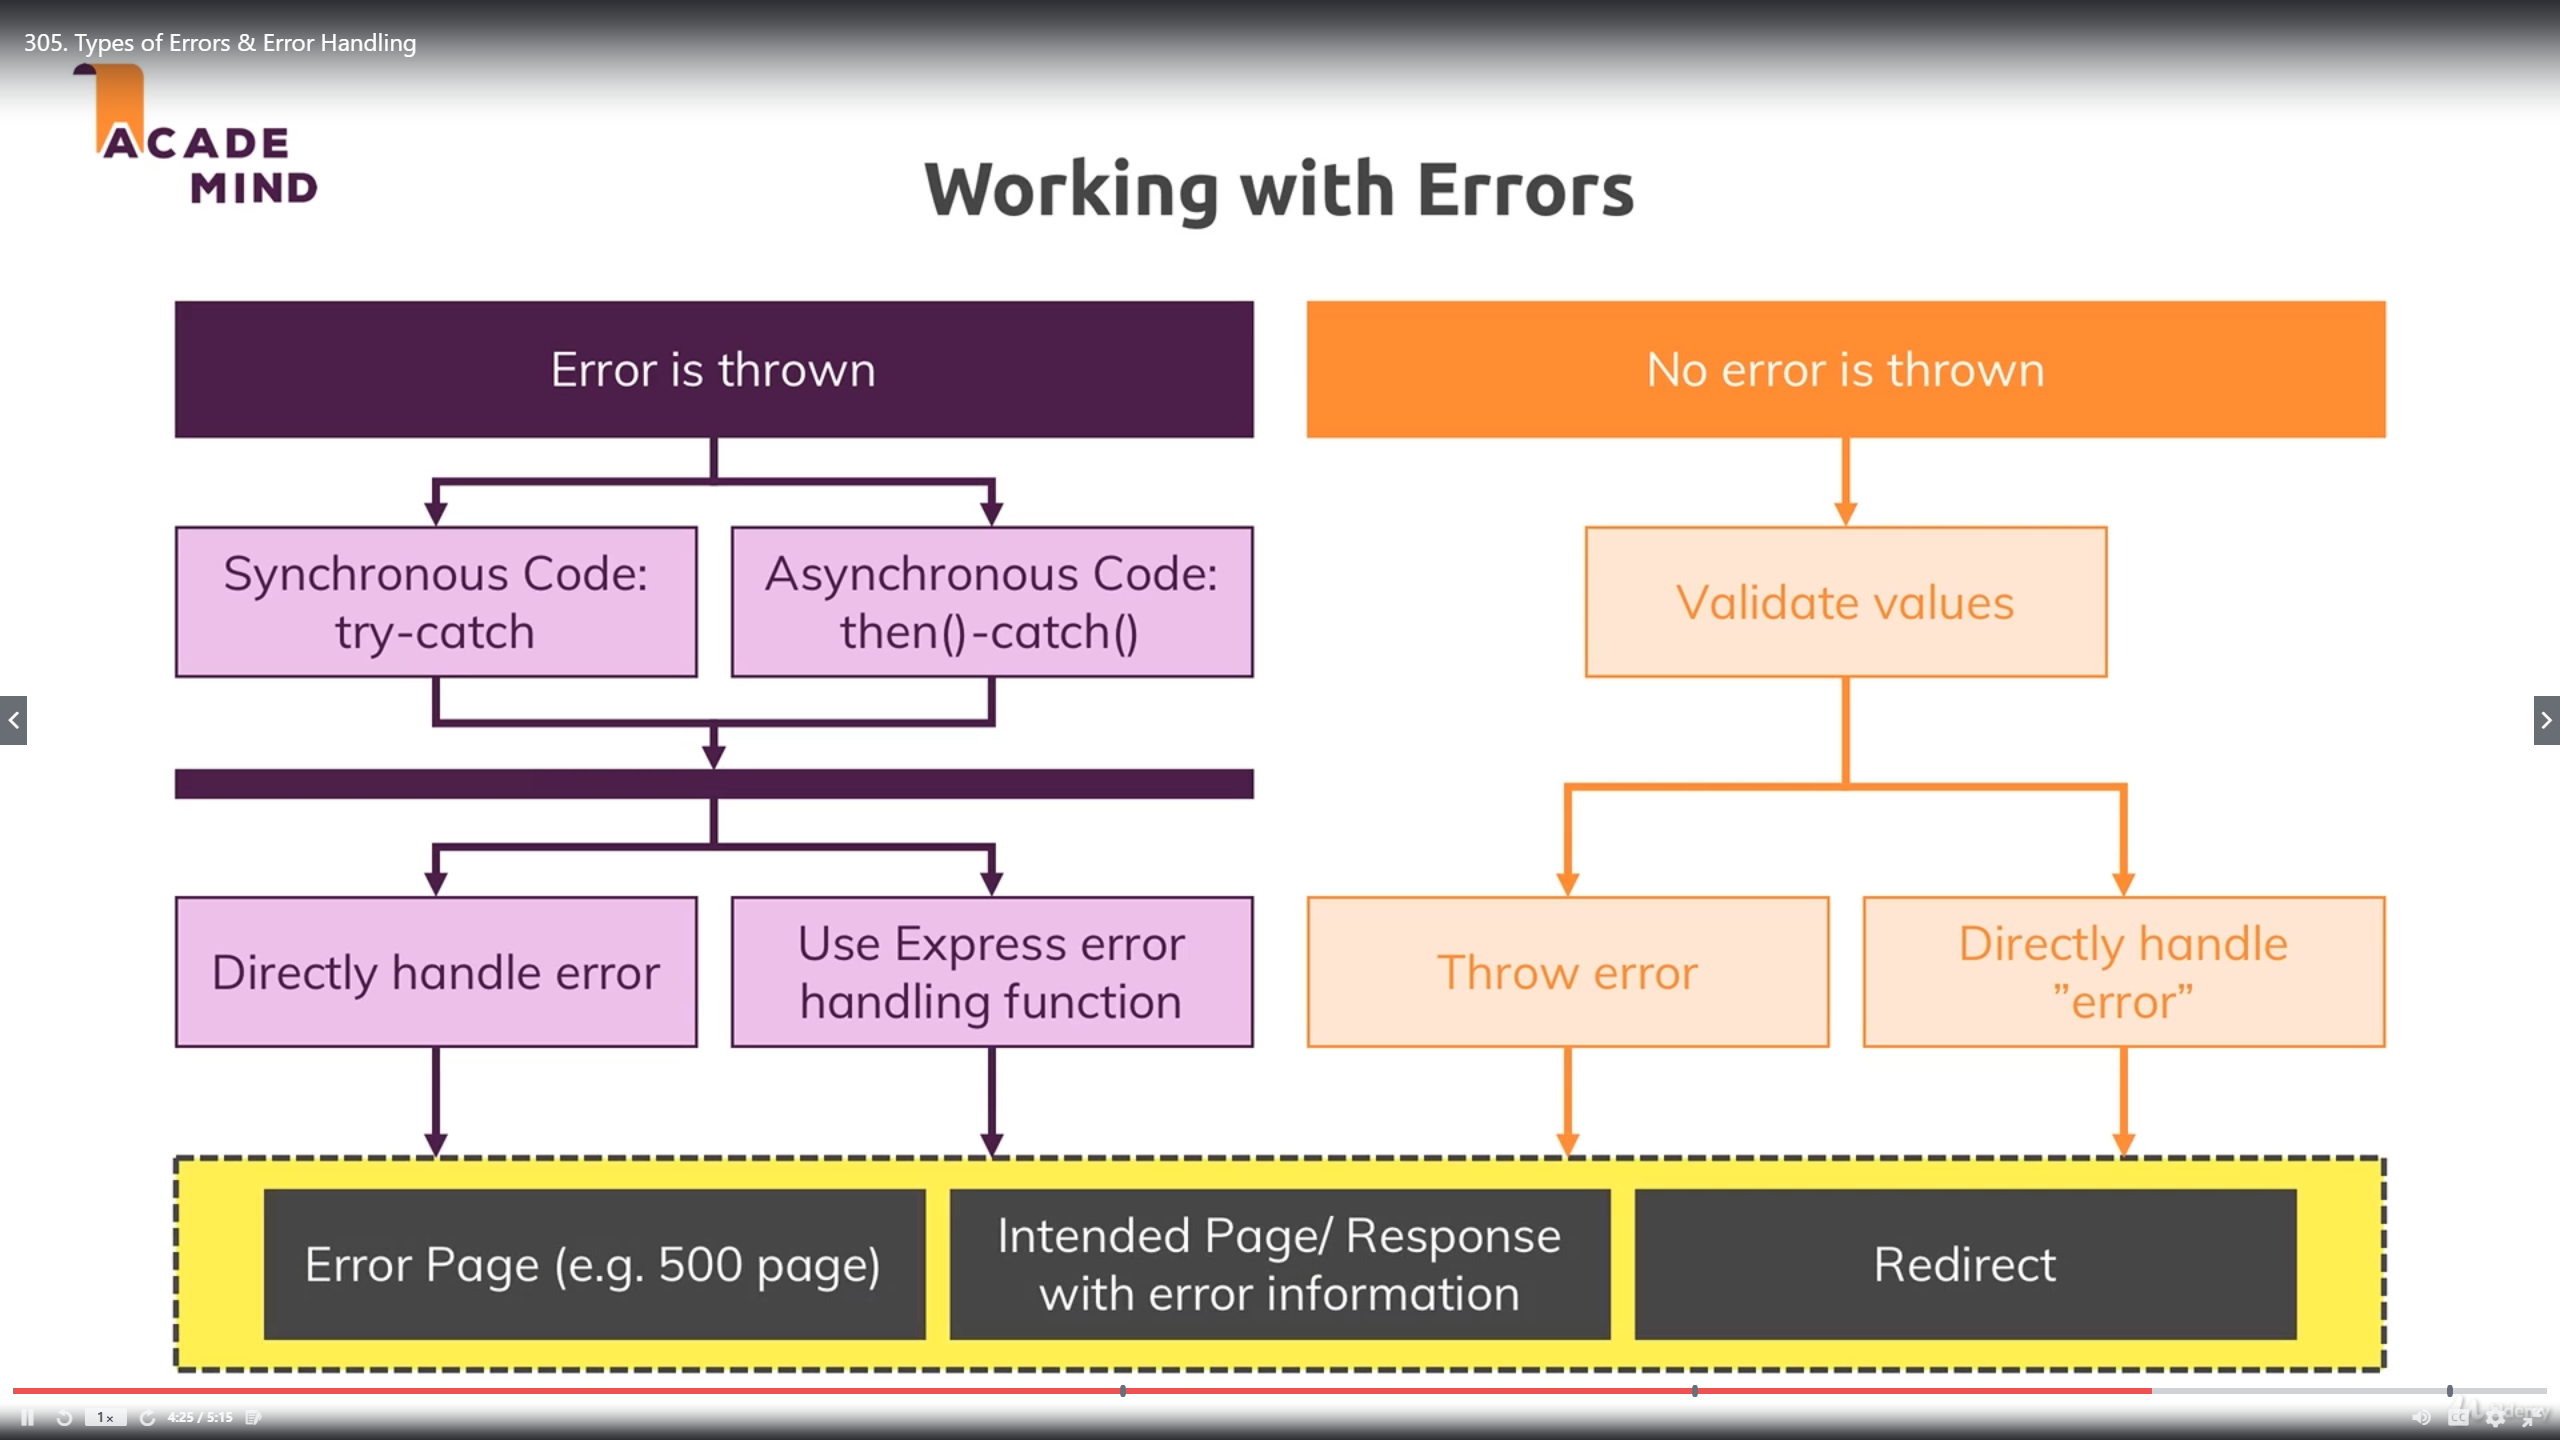 305. Types of Errors & Error Handling
ACADE
MIND
Working with Errors
Error is thrown
No error is thrown
Synchronous Code:
try-catch
Asynchronous Code:
then()-catch()
Validate values
Directly handle error
Use Express error
handling function
Throw error
Directly handle
”error”
Error Page (e.g. 500 page)
Intended Page/ Response
with error information
Redirect
1x
4:25 / 5:15
CC